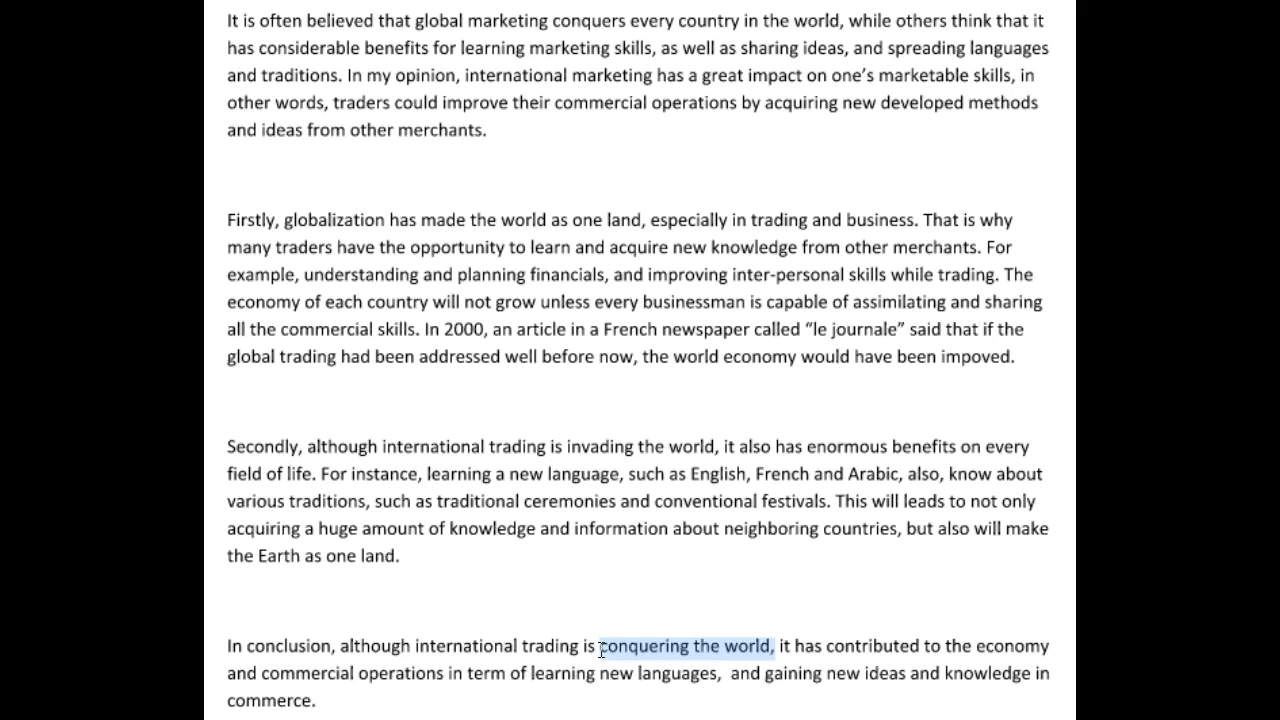 It is often believed that global marketing conquers every country in the world, while others think that it
has considerable benefits for learning marketing skills, as well as sharing ideas, and spreading languages
and traditions. In my opinion, international marketing has a great impact on one’s marketable skills, in
other words, traders could improve their commercial operations by acquiring new developed methods
and ideas from other merchants.
Firstly, globalization has made the world as one land, especially in trading and business. That is why
many traders have the opportunity to learn and acquire new knowledge from other merchants. For
example, understanding and planning financials, and improving inter-personal skills while trading. The
economy of each country will not grow unless every businessman is capable of assimilating and sharing
all the commercial skills. In 2000, an article in a French newspaper called “le journale” said that if the
global trading had been addressed well before now, the world economy would have been impoved.
Secondly, although international trading is invading the world, it also has enormous benefits on every
field of life. For instance, learning a new language, such as English, French and Arabic, also, know about
various traditions, such as traditional ceremonies and conventional festivals. This will leads to not only
acquiring a huge amount of knowledge and information about neighboring countries, but also will make
the Earth as one land.
In conclusion, although international trading is conquering the world, it has contributed to the economy
and commercial operations in term of learning new languages,  and gaining new ideas and knowledge in
commerce.